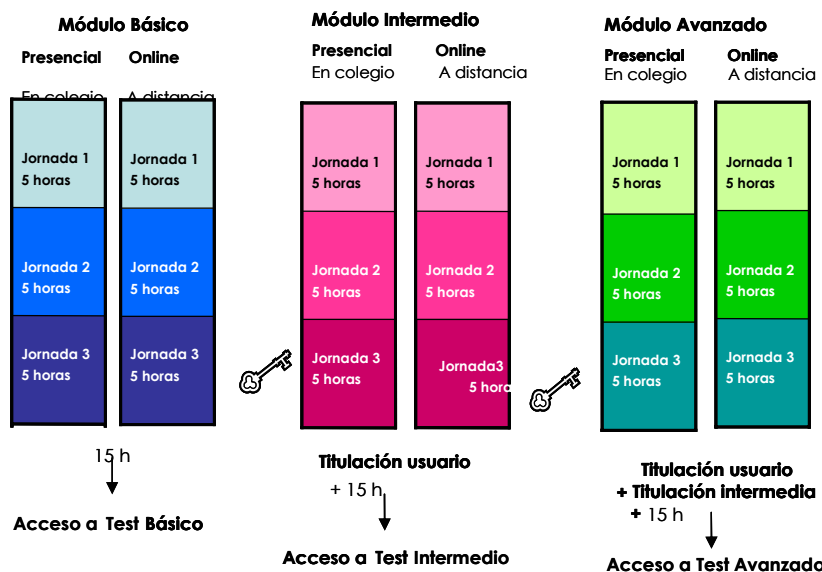 Módulo Básico
Presencial
Online
En colegio
A distancia
Jornada 1
5 horas
Jornada 1
5 horas
Jornada 2
5 horas
Jornada 2
5 horas
Jornada 3
5 horas
Jornada 3
5 horas
15 h
Acceso a Test Básico
Módulo Intermedio
Presencial
Online
En colegio
A distancia
Jornada 1
5 horas
Jornada 1
5 horas
Jornada 2
5 horas
Jornada 2
5 horas
Jornada 3
5 horas
Jornada3
5 hora
Titulación usuario
+ 15 h
Acceso a Test Intermedio
Módulo Avanzado
Presencial
Online
En colegio
A distancia
Jornada 1
5 horas
Jornada 1
5 horas
Jornada 2
5 horas
Jornada 2
5 horas
Jornada 3
5 horas
Jornada 3
5 horas
Titulación usuario
+ Titulación intermedia
+ 15 h
Acceso a Test Avanzado